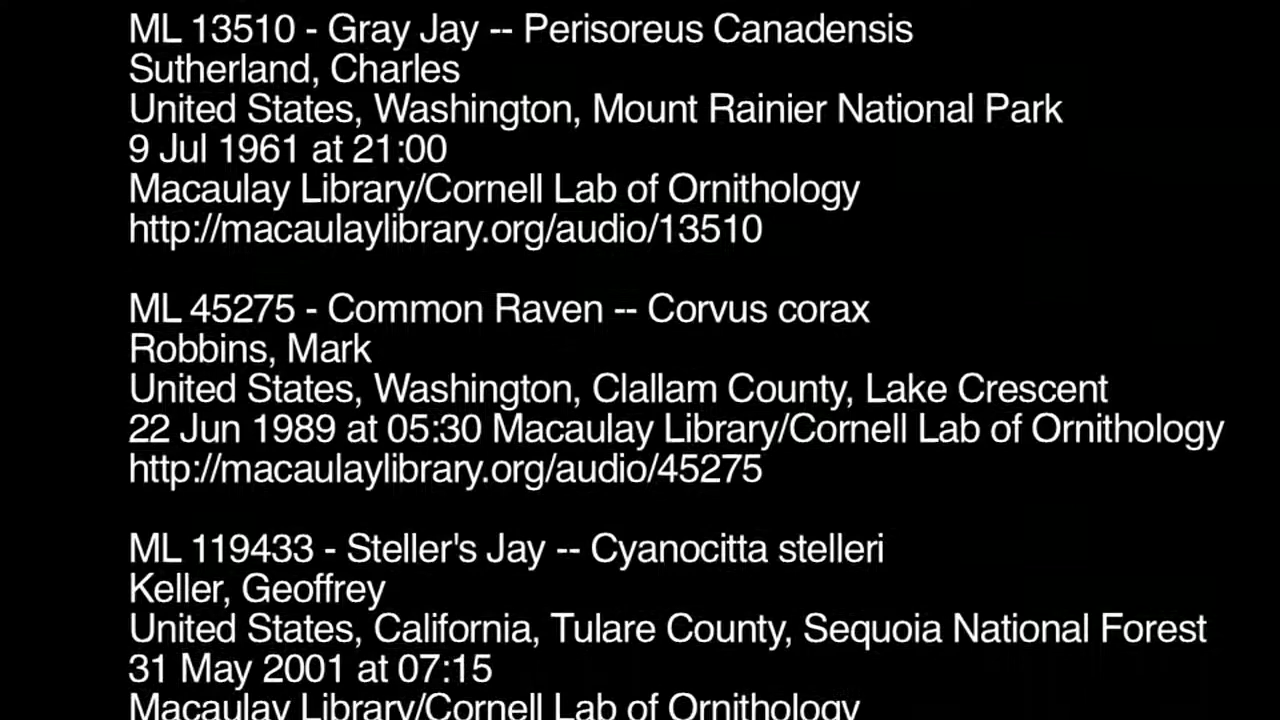 ML 13510 - Gray Jay -- Perisoreus Canadensis
Sutherland, Charles
United States, Washington, Mount Rainier National Park
9 Jul 1961 at 21:00
Macaulay Library/Cornell Lab of Ornithology
http://macaulaylibrary.org/audio/13510
ML 45275 - Common Raven -- Corvus corax
Robbins, Mark
United States, Washington, Clallam County, Lake Crescent
22 Jun 1989 at 05:30 Macaulay Library/Cornell Lab of Ornithology
http://macaulaylibrary.org/audio/45275
ML 119433 - Steller's Jay -- Cyanocitta stelleri
Keller, Geoffrey
United States, California, Tulare County, Sequoia National Forest
31 May 2001 at 07:15
Macaulay Library/Cornell Lab of Ornithology